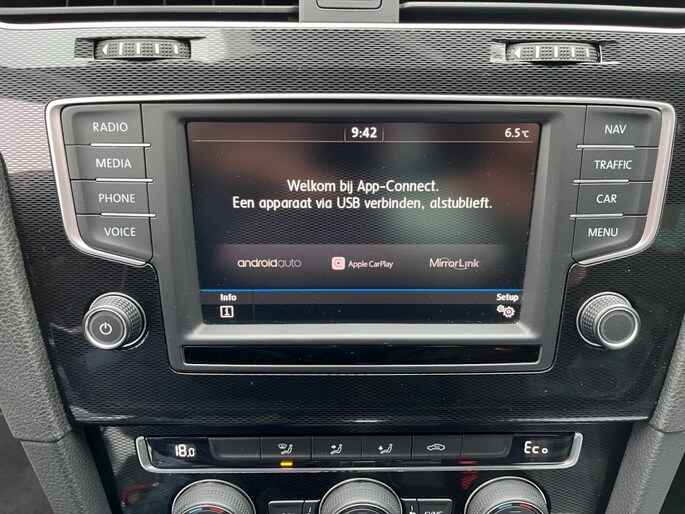 RADIO
MEDIA
PHONE
VOICE
9:42
6.5°C
Welkom bij App-Connect.
Een apparaat via USB verbinden, alstublieft.
androidauto
Apple CarPlay
MirrorLink
Info
Setup
i
NAV
TRAFFIC
CAR
MENU
18.0
Eco
SYNC